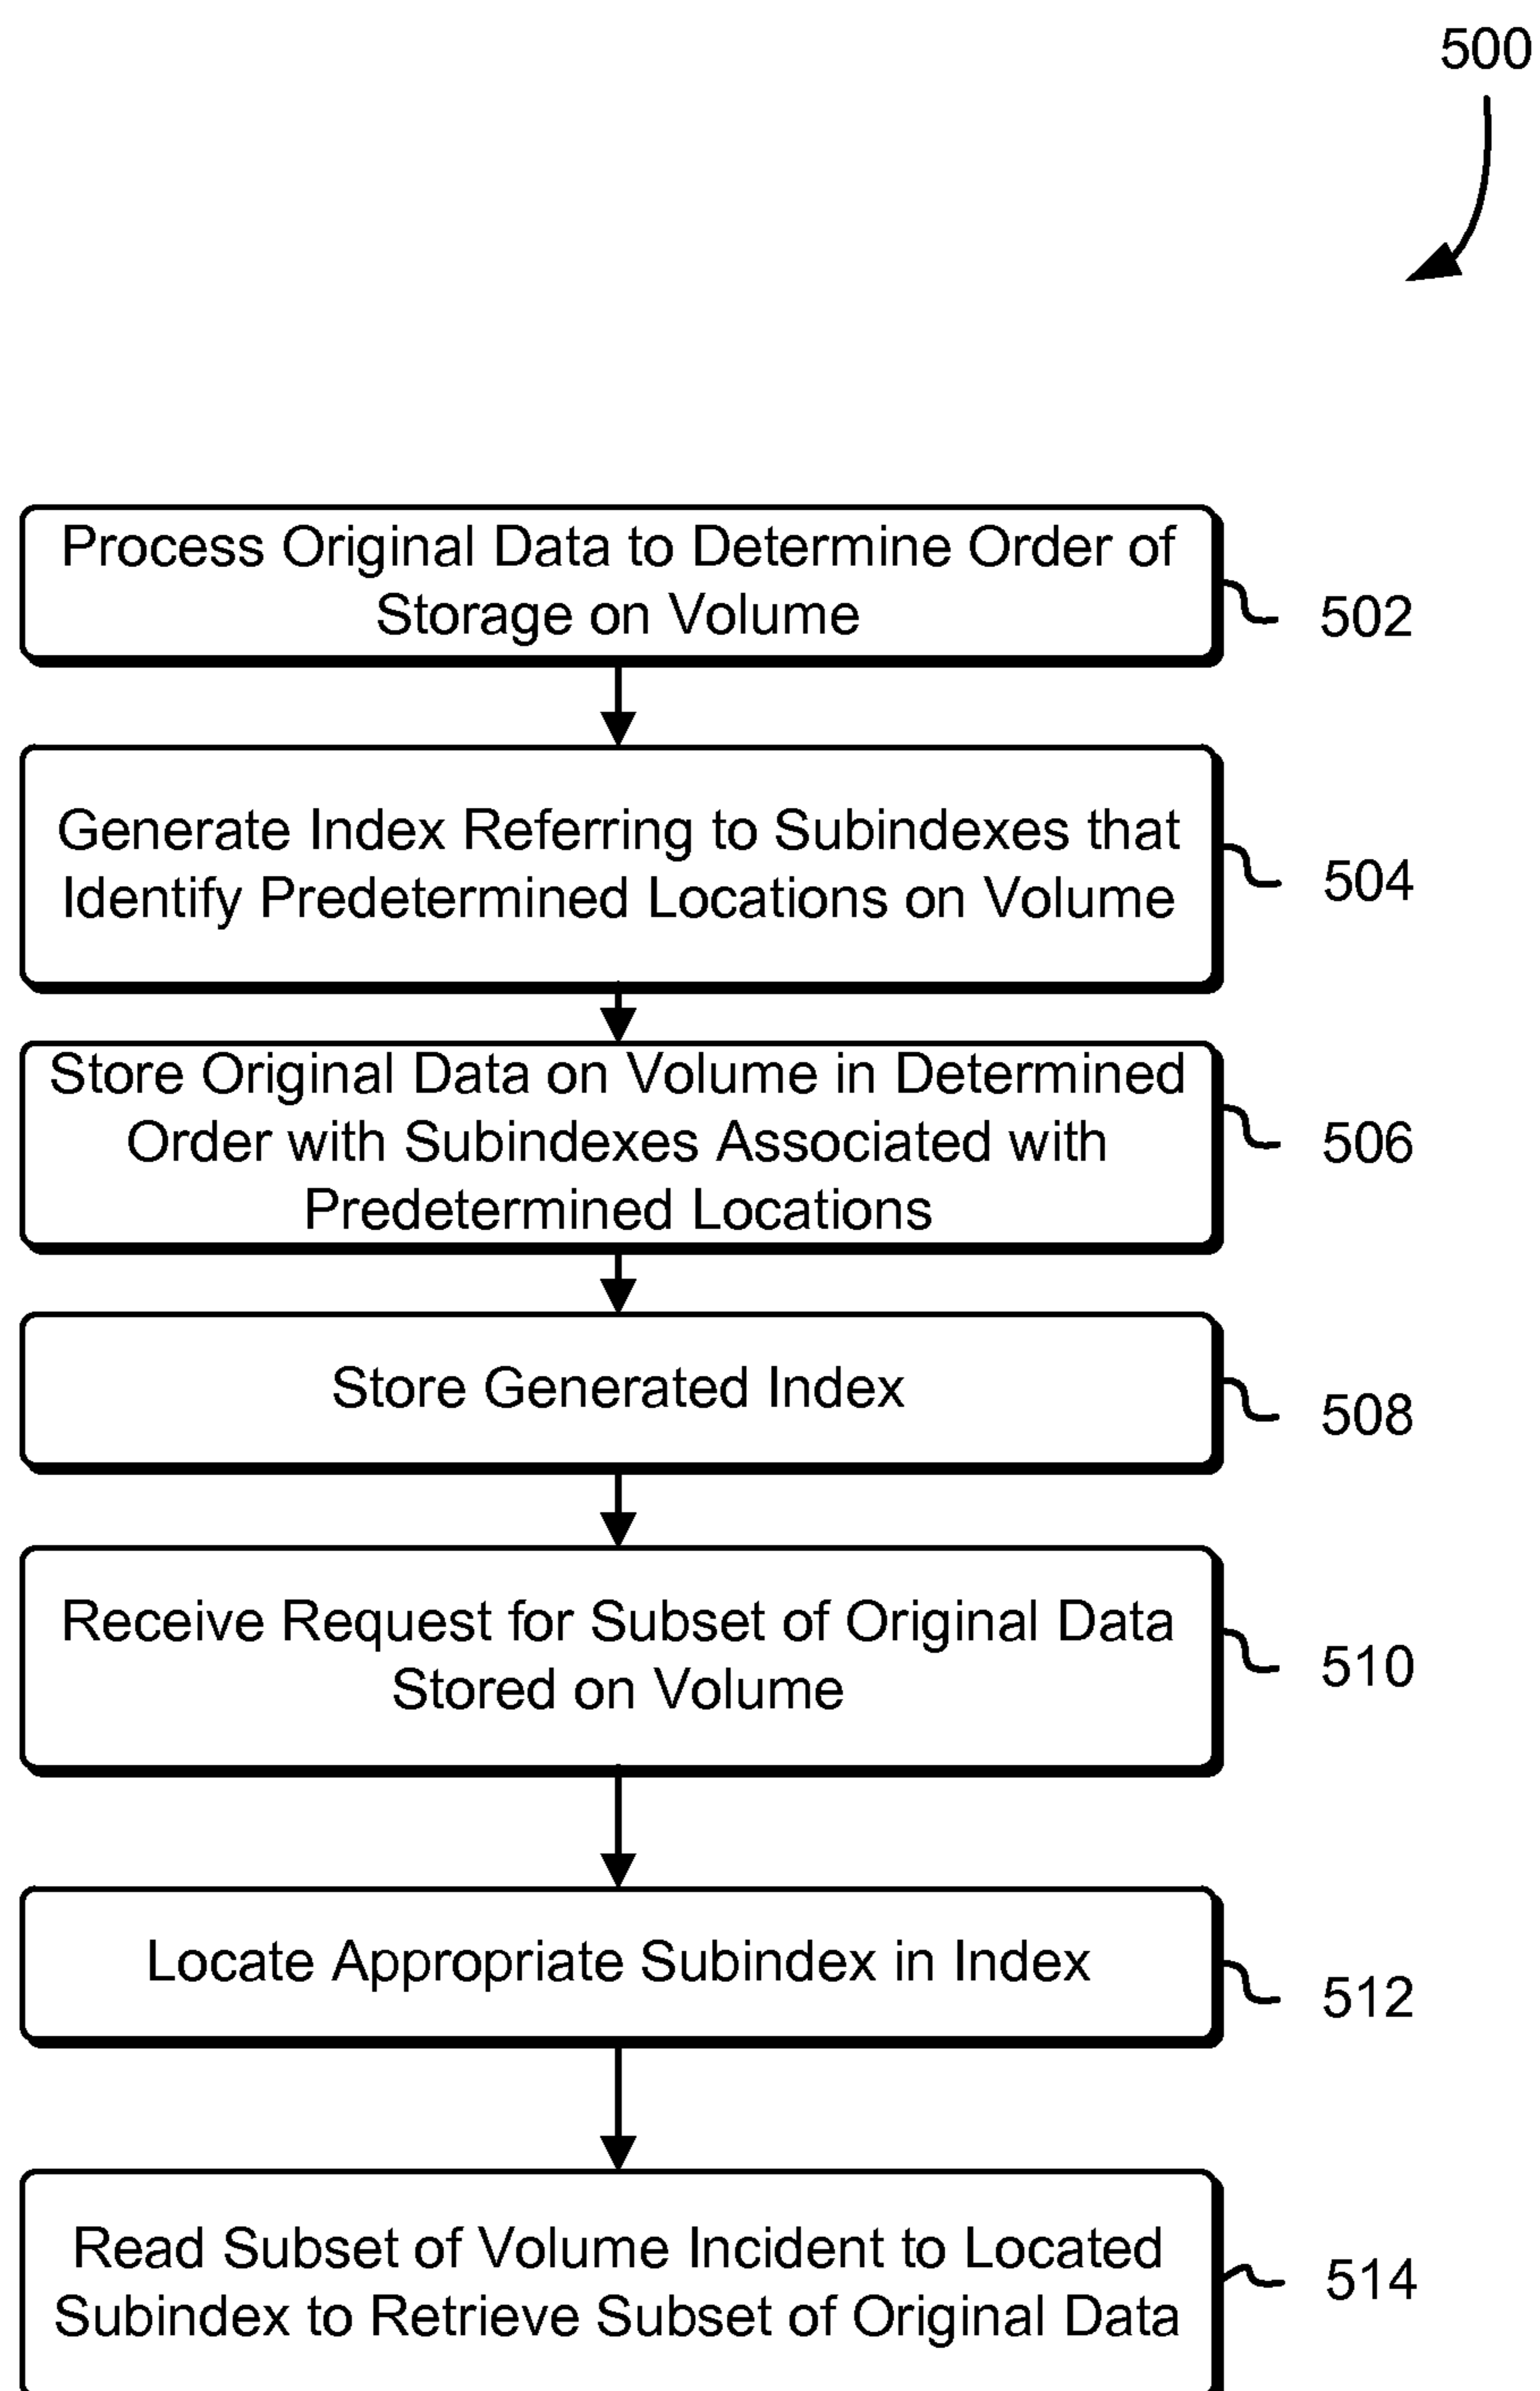 500
Process Original Data to Determine Order of
Storage on Volume
502
Generate Index Referring to Subindexes that
Identify Predetermined Locations on Volume
504
Store Original Data on Volume in Determined
Order with Subindexes Associated with
Predetermined Locations
506
Store Generated Index
508
Receive Request for Subset of Original Data
Stored on Volume
510
Locate Appropriate Subindex in Index
512
Read Subset of Volume Incident to Located
Subindex to Retrieve Subset of Original Data
514